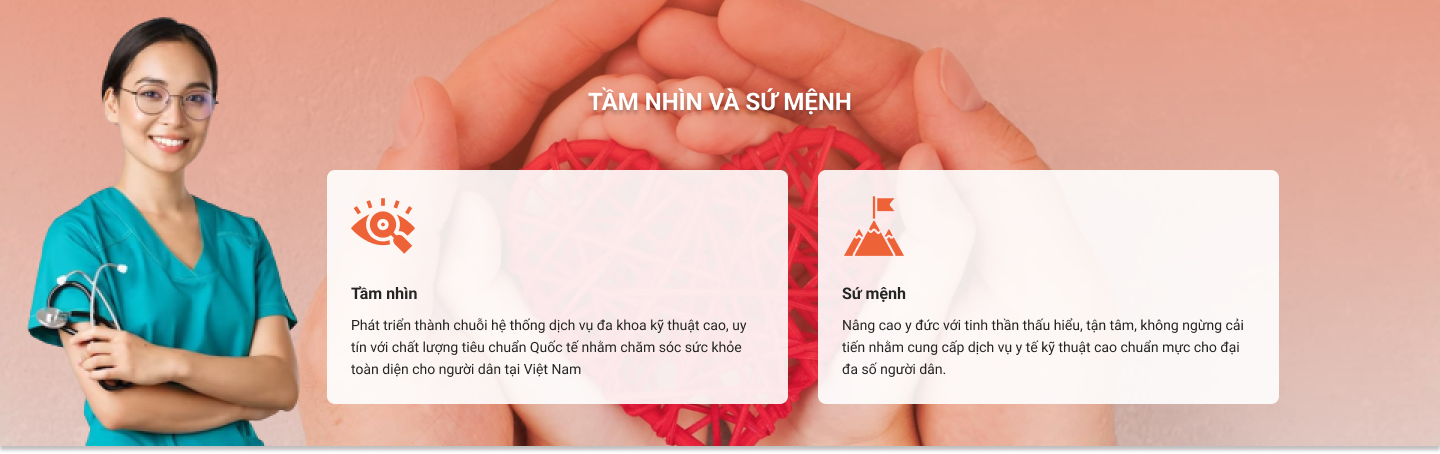 TẦM NHÌN VÀ SỨ MỆNH
Tầm nhìn
Phát triển thành chuỗi hệ thống dịch vụ đa khoa kỹ thuật cao, uy
tín với chất lượng tiêu chuẩn Quốc tế nhằm chăm sóc sức khỏe
toàn diện cho người dân tại Việt Nam
Sứ mệnh
Nâng cao y đức với tinh thần thấu hiểu, tận tâm, không ngừng cải
tiến nhằm cung cấp dịch vụ y tế kỹ thuật cao chuẩn mực cho đại
đa số người dân.